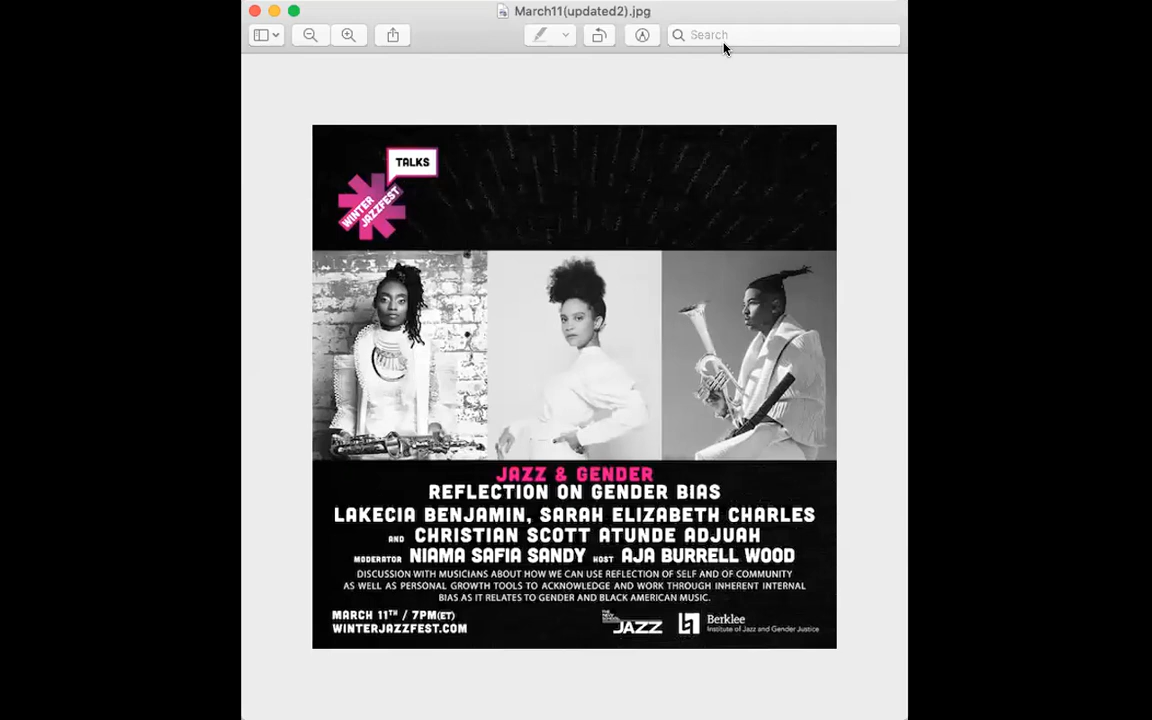 March11(updated2).jpg
Search
TALKS
WINTER
JAZZFEST
JAZZ & GENDER
REFLECTION ON GENDER BIAS
LAKECIA BENJAMIN, SARAH ELIZABETH CHARLES
AND CHRISTIAN SCOTT ATUNDE ADJUAH
MODERATOR NIAMA SAFIA SANDY HOST AJA BURRELL WOOD
DISCUSSION WITH MUSICIANS ABOUT HOW WE CAN USE REFLECTION OF SELF AND OF COMMUNITY
AS WELL AS PERSONAL GROWTH TOOLS TO ACKNOWLEDGE AND WORK THROUGH INHERENT INTERNAL
BIAS AS IT RELATES TO GENDER AND BLACK AMERICAN MUSIC.
MARCH 11TH / 7PM(ET)
WINTERJAZZFEST.COM
THE NEW SCHOOL
JAZZ
Berklee
Institute of Jazz and Gender Justice